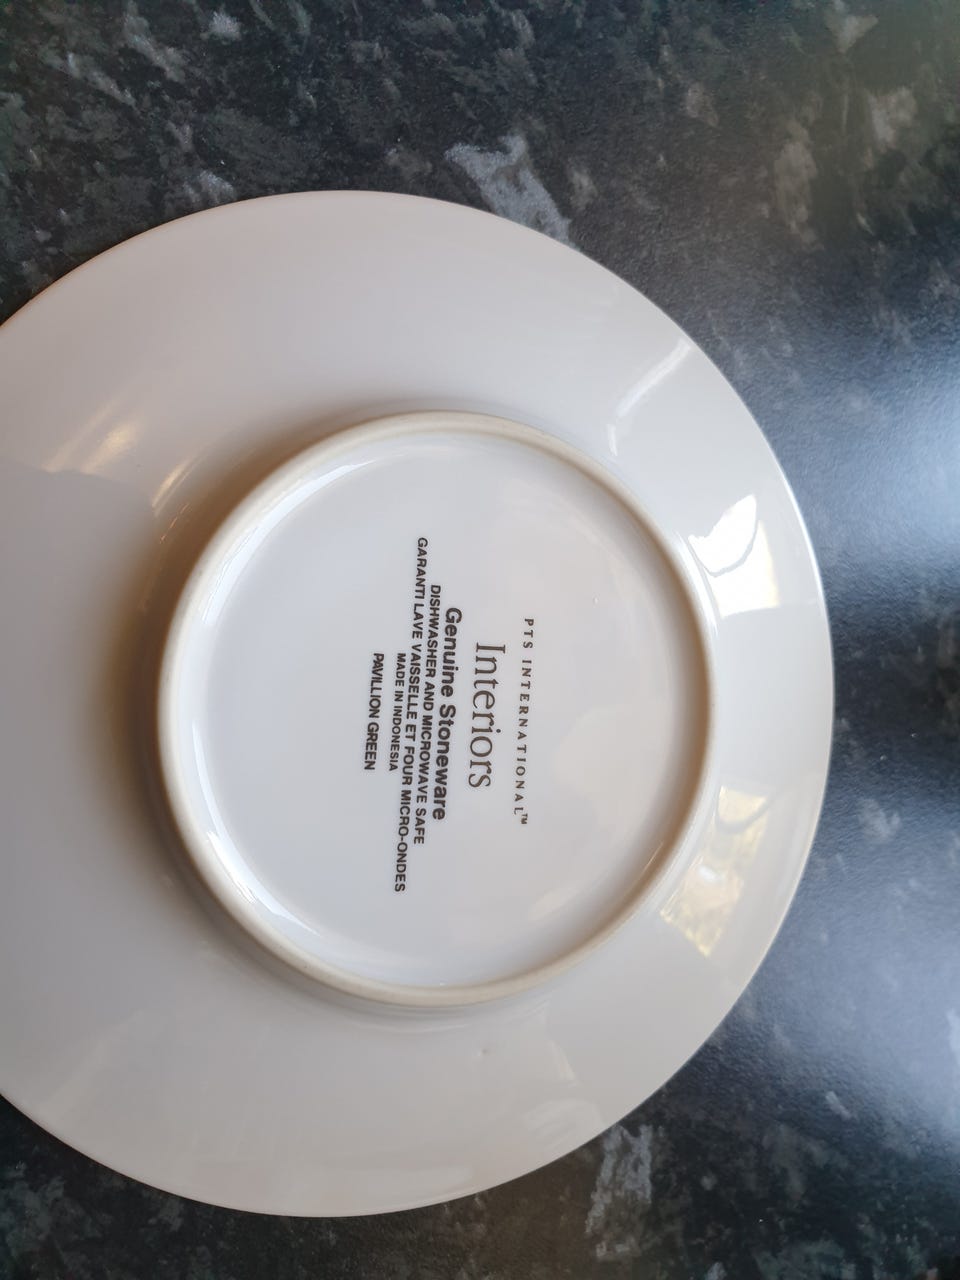 PTS INTERNATIONAL™
Interiors
Genuine Stoneware
DISHWASHER AND MICROWAVE SAFE
GARANTI LAVE VAISSELLE ET FOUR MICRO-ONDES
MADE IN INDONESIA
PAVILLION GREEN